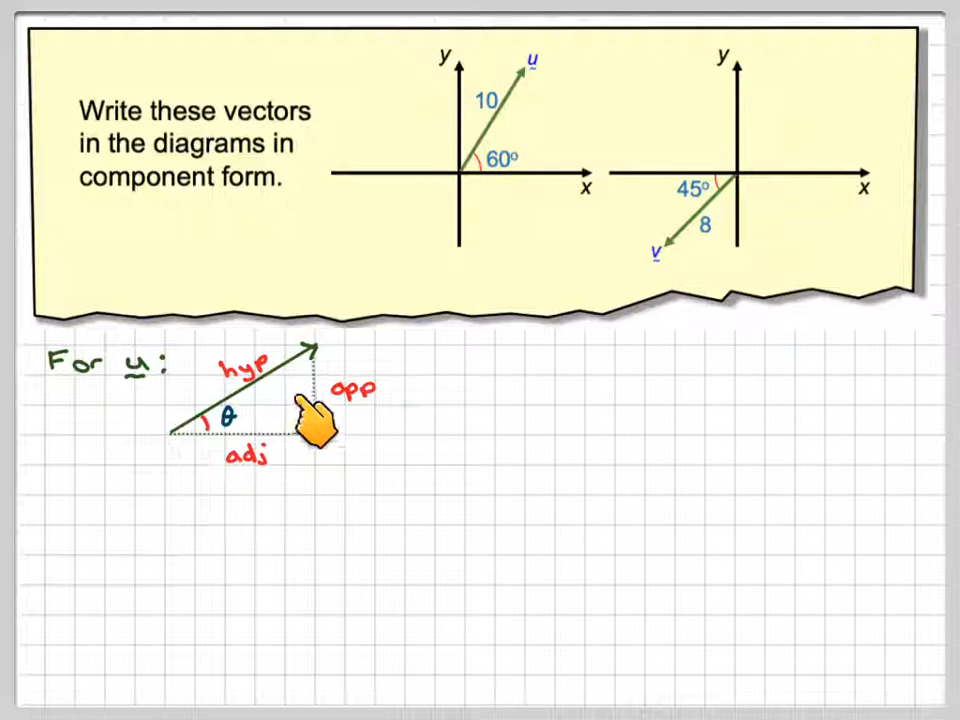 Write these vectors
in the diagrams in
component form.
y
u
10
60°
x
y
x
45°
8
v
For u:
hyp
opp
θ
adj